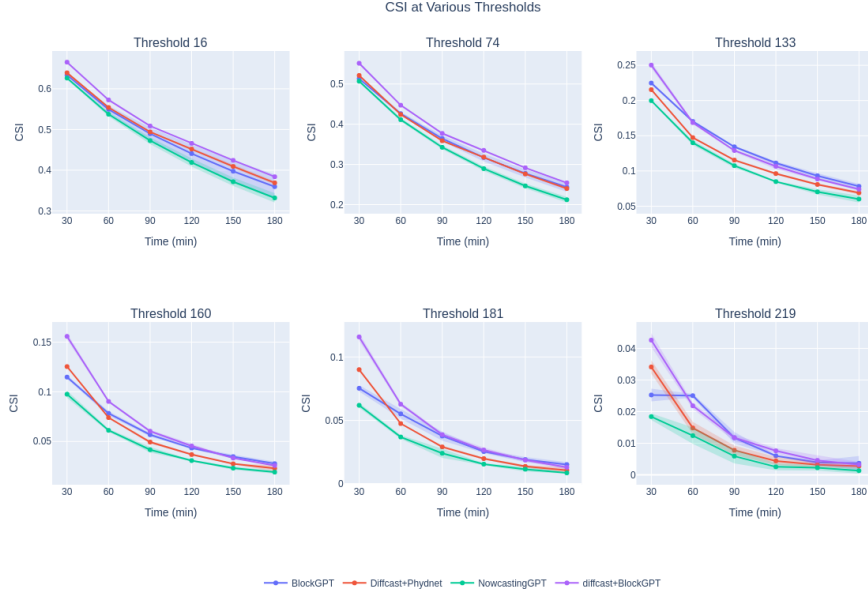 CSI at Various Thresholds
Threshold 16
Threshold 74
Threshold 133
CSI
0.6
0.5
0.4
0.3
30 60 90 120 150 180
Time (min)
CSI
0.5
0.4
0.3
0.2
30 60 90 120 150 180
Time (min)
CSI
0.25
0.2
0.15
0.1
0.05
30 60 90 120 150 180
Time (min)
Threshold 160
Threshold 181
Threshold 219
CSI
0.15
0.1
0.05
30 60 90 120 150 180
Time (min)
CSI
0.1
0.05
0
30 60 90 120 150 180
Time (min)
CSI
0.04
0.03
0.02
0.01
0
30 60 90 120 150 180
Time (min)
BlockGPT Diffcast+Phydnet NowcastingGPT diffcast+BlockGPT